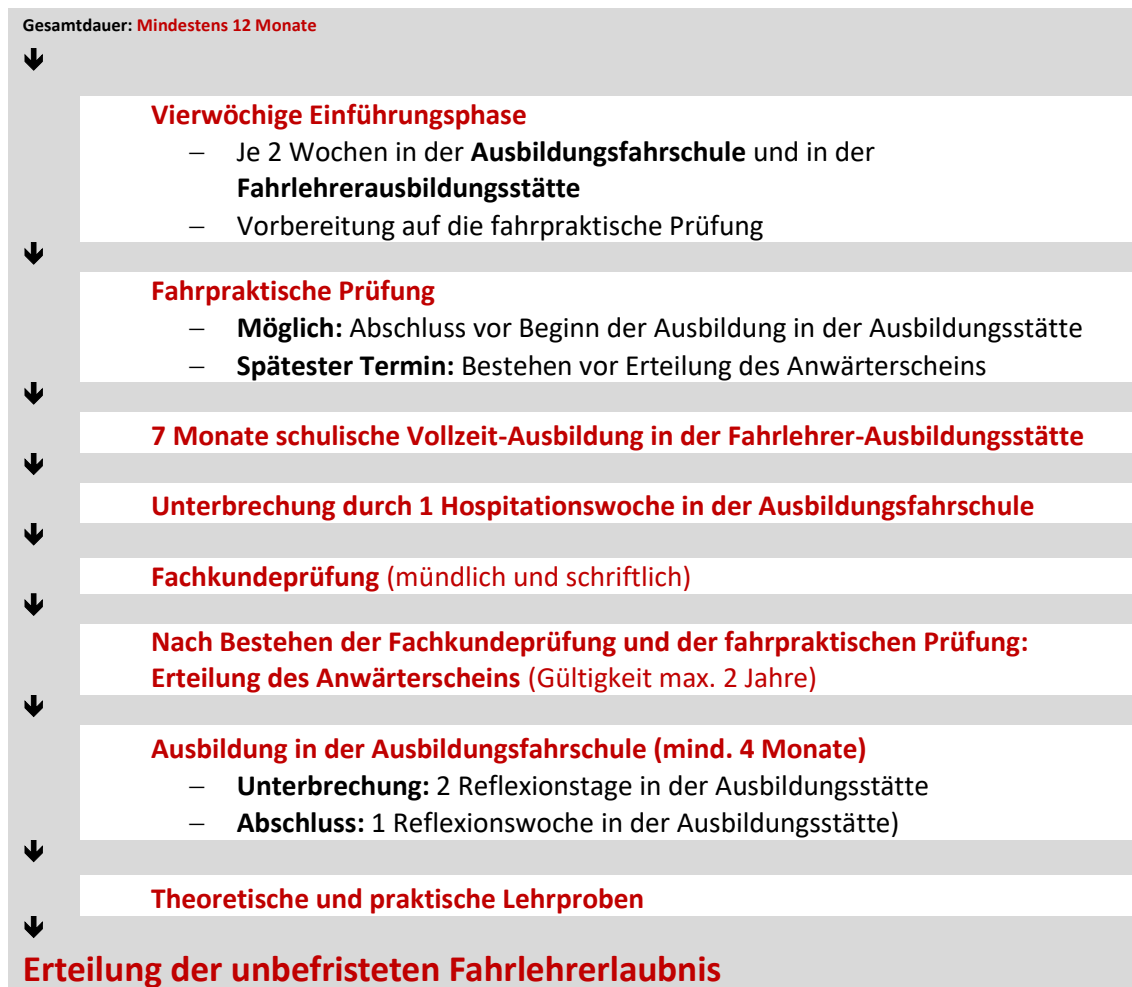 Gesamtdauer: Mindestens 12 Monate
Vierwöchige Einführungsphase
– Je 2 Wochen in der Ausbildungsfahrschule und in der
Fahrlehrerausbildungsstätte
– Vorbereitung auf die fahrpraktische Prüfung
Fahrpraktische Prüfung
– Möglich: Abschluss vor Beginn der Ausbildung in der Ausbildungsstätte
– Spätester Termin: Bestehen vor Erteilung des Anwärterscheins
7 Monate schulische Vollzeit-Ausbildung in der Fahrlehrer-Ausbildungsstätte
Unterbrechung durch 1 Hospitationswoche in der Ausbildungsfahrschule
Fachkundeprüfung (mündlich und schriftlich)
Nach Bestehen der Fachkundeprüfung und der fahrpraktischen Prüfung:
Erteilung des Anwärterscheins (Gültigkeit max. 2 Jahre)
Ausbildung in der Ausbildungsfahrschule (mind. 4 Monate)
– Unterbrechung: 2 Reflexionstage in der Ausbildungsstätte
– Abschluss: 1 Reflexionswoche in der Ausbildungsstätte)
Theoretische und praktische Lehrproben
Erteilung der unbefristeten Fahrlehrerlaubnis